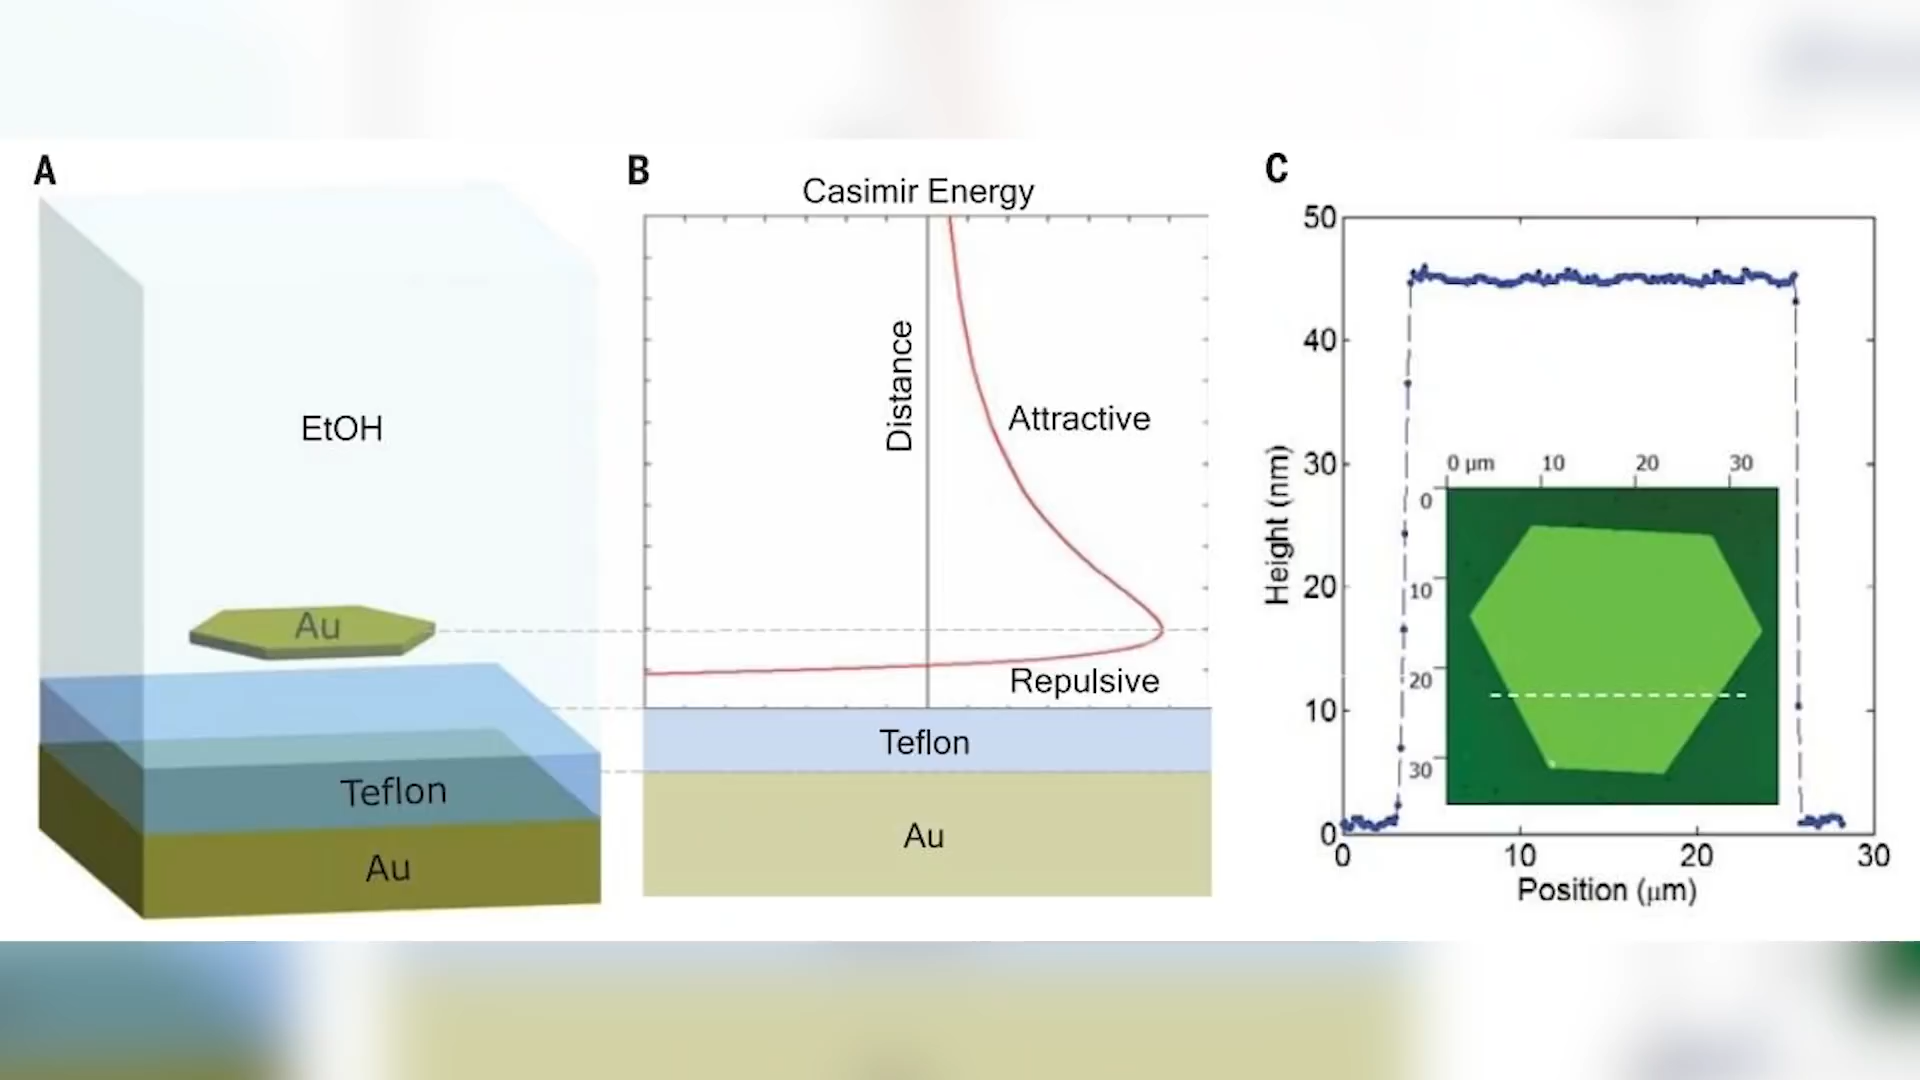 A
EtOH
Au
Teflon
Au
B
Casimir Energy
Distance
Attractive
Repulsive
Teflon
Au
C
50
40
30
20
10
0
Height (nm)
0 10 20 30
Position (μm)
0 μm 10 20 30
0
10
20
30